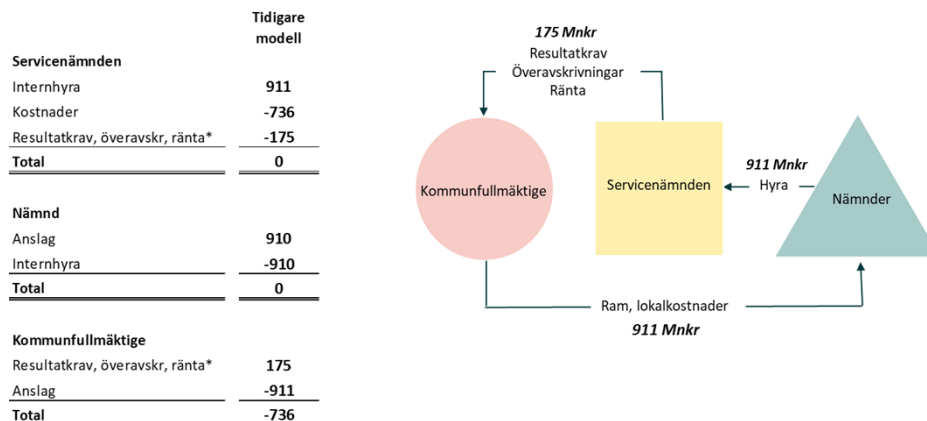 Tidigare
modell
Servicenämnden
Internhyra 911
Kostnader -736
Resultatkrav, överavskr, ränta* -175
Total 0
Nämnd
Anslag 910
Internhyra -910
Total 0
Kommunfullmäktige
Resultatkrav, överavskr, ränta* 175
Anslag -911
Total -736
175 Mnkr
Resultatkrav
Överavskrivningar
Ränta
Kommunfullmäktige
Servicenämnden
911 Mnkr
Hyra
Nämnder
Ram, lokalkostnader
911 Mnkr